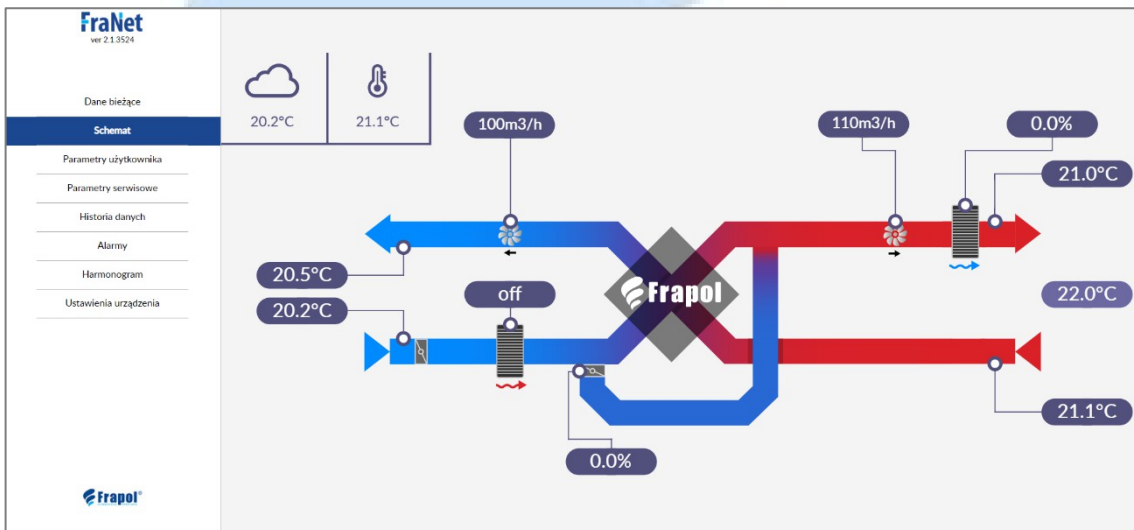 FraNet
ver 2.1.3524
Dane bieżące
Schemat
Parametry użytkownika
Parametry serwisowe
Historia danych
Alarmy
Harmonogram
Ustawienia urządzenia
Frapol®
20.2°C
21.1°C
100m3/h
110m3/h
0.0%
21.0°C
20.5°C
20.2°C
off
Frapol
22.0°C
21.1°C
0.0%